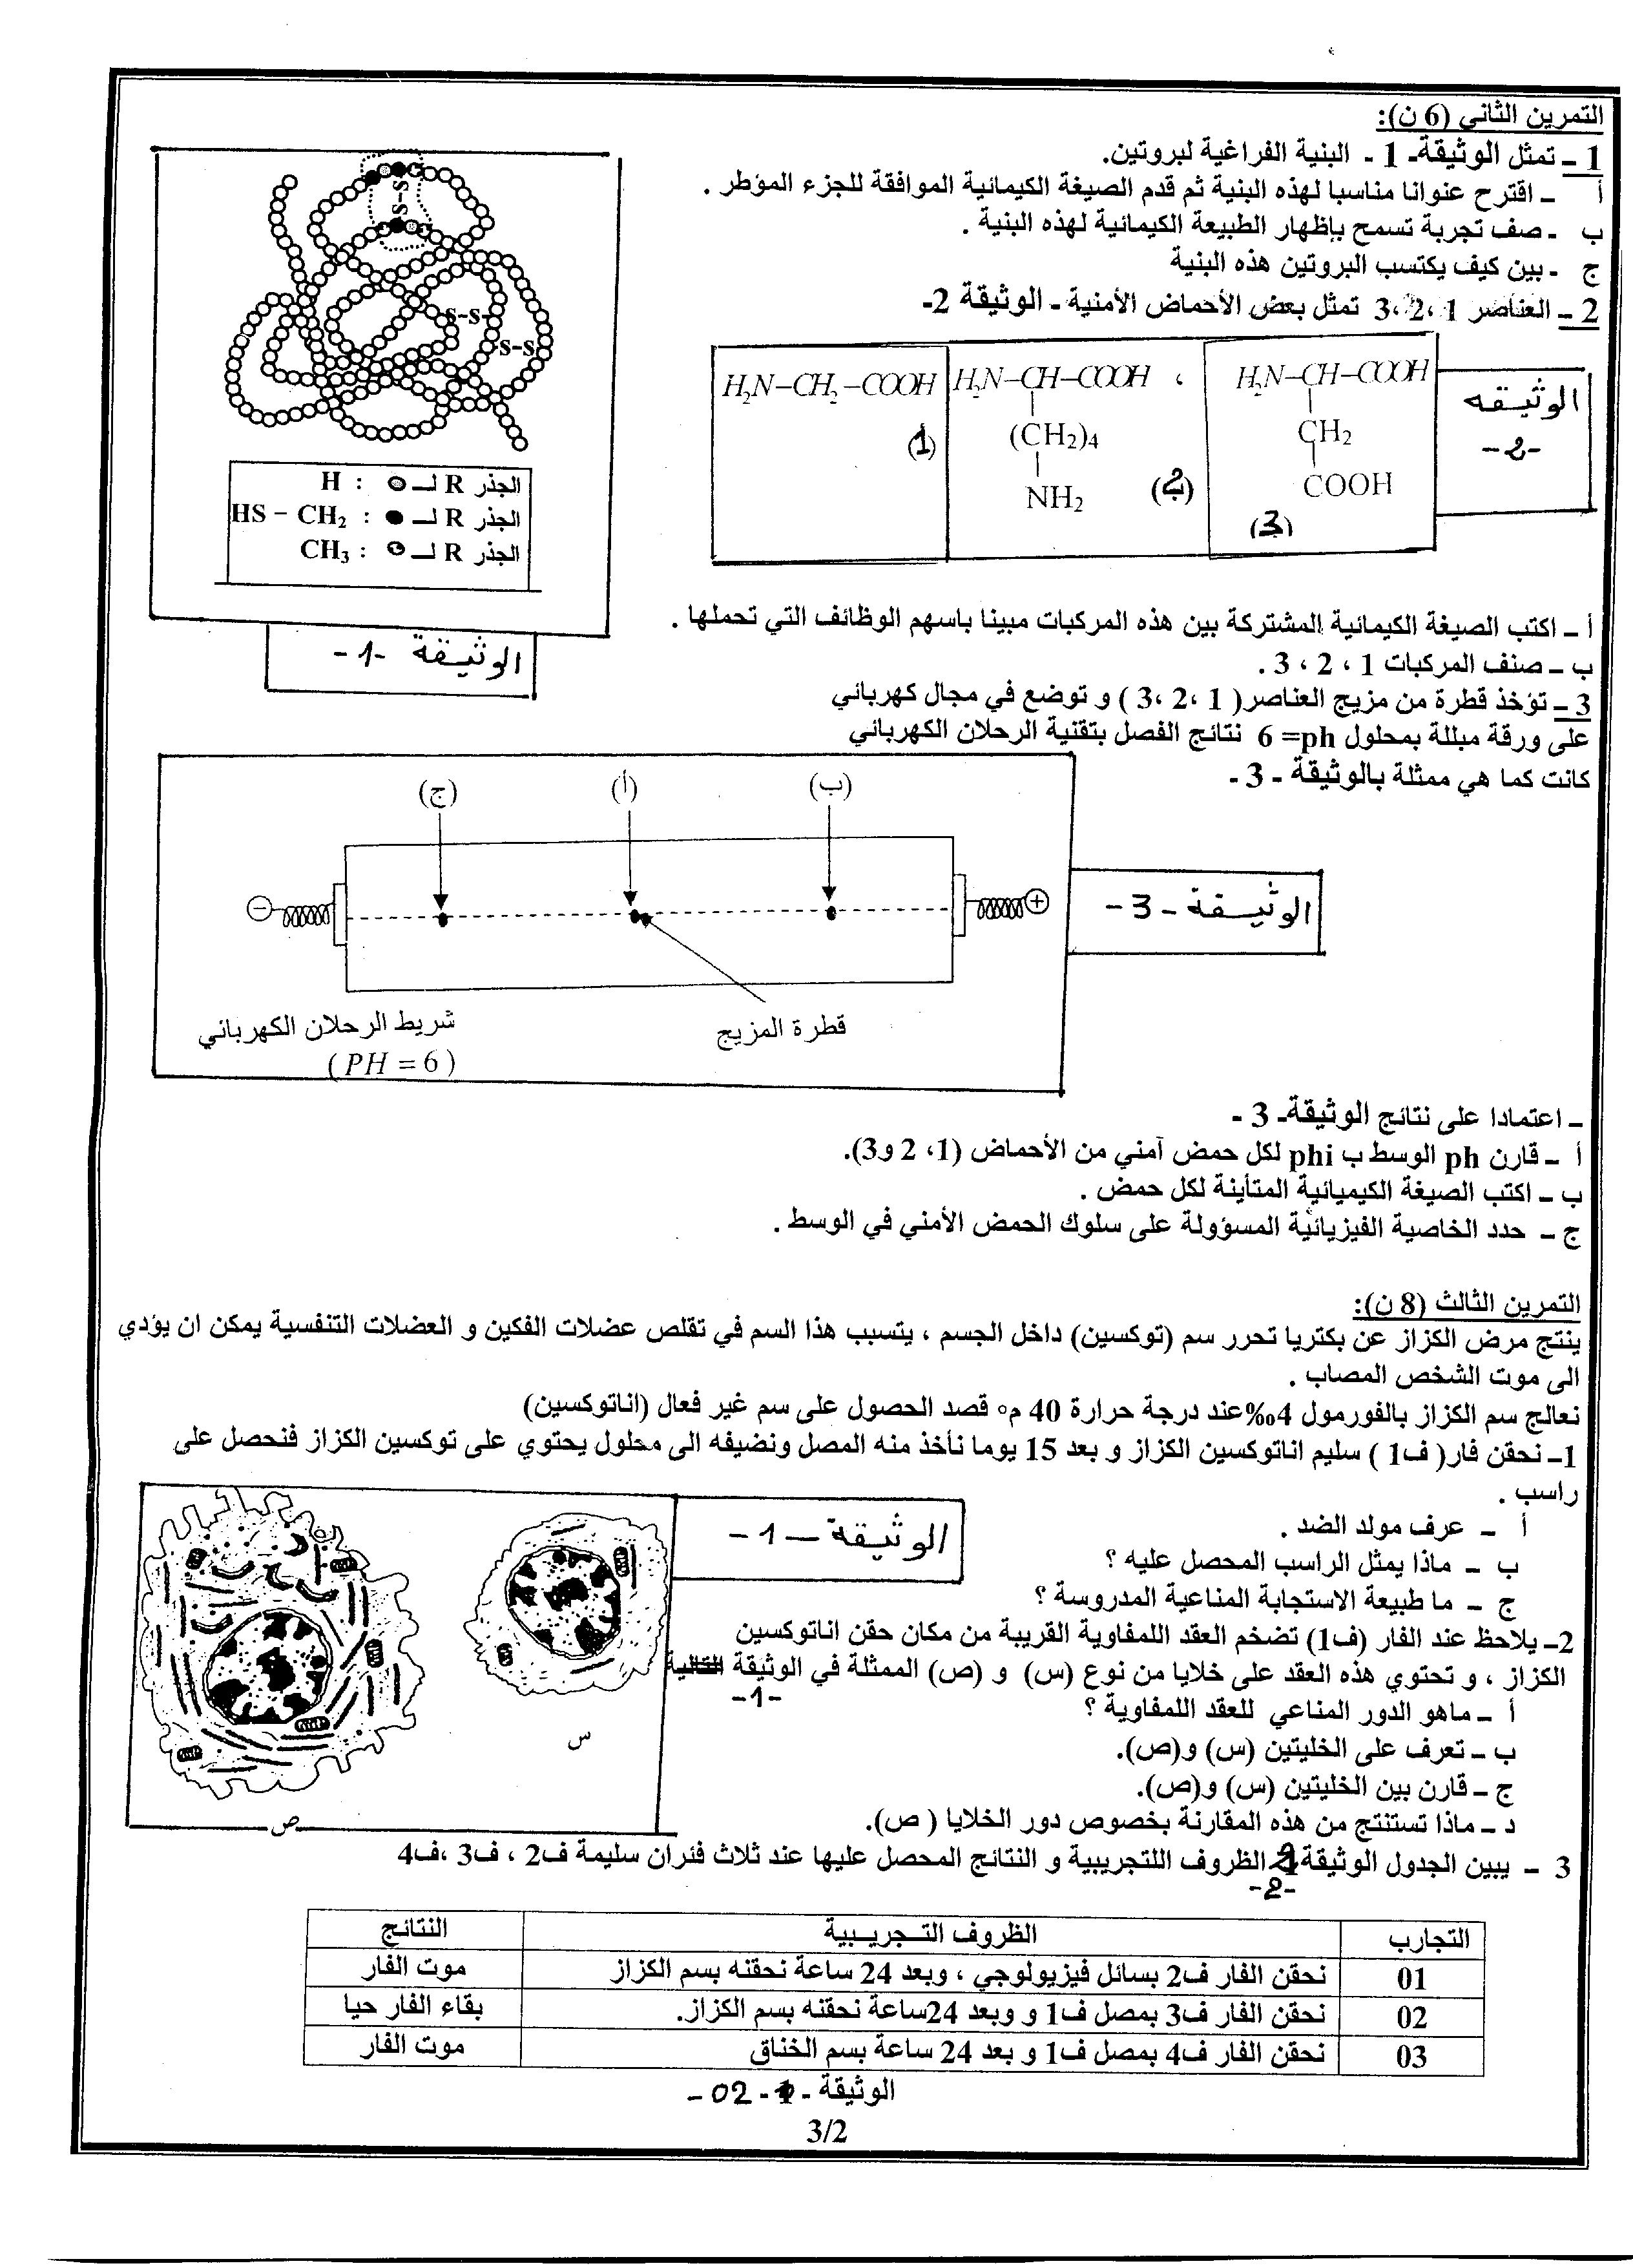 التمرين الثاني (6 ن):
1 – تمثل الوثيقة- 1 - البنية الفراغية لبروتين.
أ - اقترح عنوانا مناسبا لهذه البنية ثم قدم الصيغة الكيمائية الموافقة للجزء المؤطر .
ب - صف تجربة تسمح بإظهار الطبيعة الكيمائية لهذه البنية .
ج - بين كيف يكتسب البروتين هذه البنية
2 – العناصر 1 ،2 ،3 تمثل بعض الأحماض الأمنية - الوثيقة 2-
S-S
S-S-
S-S
الجذر R لـ : H
الجذر R لـ : HS – CH₂
الجذر R لـ : CH₃
الوثيقة -1-
H₂N–CH₂–COOH
(1)
H₂N–CH–COOH ،
(CH₂)₄
NH₂
(2)
H₂N–CH–COOH
CH₂
COOH
(3)
الوثيقه
-2-
أ – اكتب الصيغة الكيمائية المشتركة بين هذه المركبات مبينا باسهم الوظائف التي تحملها .
ب – صنف المركبات 1 ، 2 ، 3 .
3 – تؤخذ قطرة من مزيج العناصر( 1 ،2 ،3 ) و توضع في مجال كهربائي
على ورقة مبللة بمحلول ph= 6 نتائج الفصل بتقنية الرحلان الكهربائي
كانت كما هي ممثلة بالوثيقة - 3 -
(ج) (أ) (ب)
− +
قطرة المزيج
شريط الرحلان الكهربائي
( PH = 6 )
الوثيقة - 3 -
– اعتمادا على نتائج الوثيقة- 3 -
أ – قارن ph الوسط ب phi لكل حمض آمني من الأحماض (1، 2 و3).
ب – اكتب الصيغة الكيميائية المتأينة لكل حمض .
ج – حدد الخاصية الفيزيائية المسؤولة على سلوك الحمض الأمني في الوسط .
التمرين الثالث (8 ن):
ينتج مرض الكزاز عن بكتريا تحرر سم (توكسين) داخل الجسم ، يتسبب هذا السم في تقلص عضلات الفكين و العضلات التنفسية يمكن ان يؤدي
الى موت الشخص المصاب .
نعالج سم الكزاز بالفورمول 4‰ عند درجة حرارة 40 م° قصد الحصول على سم غير فعال (اناتوكسين)
1– نحقن فار( ف1 ) سليم اناتوكسين الكزاز و بعد 15 يوما نأخذ منه المصل ونضيفه الى محلول يحتوي على توكسين الكزاز فنحصل على
راسب .
أ – عرف مولد الضد .
ب – ماذا يمثل الراسب المحصل عليه ؟
ج – ما طبيعة الاستجابة المناعية المدروسة ؟
2– يلاحظ عند الفار (ف1) تضخم العقد اللمفاوية القريبة من مكان حقن اناتوكسين
الكزاز ، و تحتوي هذه العقد على خلايا من نوع (س) و (ص) الممثلة في الوثيقة التالية
-1-
أ – ماهو الدور المناعي للعقد اللمفاوية ؟
ب – تعرف على الخليتين (س) و(ص).
ج – قارن بين الخليتين (س) و(ص).
د – ماذا تستنتج من هذه المقارنة بخصوص دور الخلايا ( ص).
الوثيقة – 1 -
س
ص
3 – يبين الجدول الوثيقة الظروف اللتجريبية و النتائج المحصل عليها عند ثلاث فئران سليمة ف2 ، ف3 ،ف4
-2-
التجارب الظروف التـجريـبية النتائج
01 نحقن الفار ف2 بسائل فيزيولوجي ، وبعد 24 ساعة نحقنه بسم الكزاز موت الفار
02 نحقن الفار ف3 بمصل ف1 و وبعد 24ساعة نحقنه بسم الكزاز. بقاء الفار حيا
03 نحقن الفار ف4 بمصل ف1 و بعد 24 ساعة بسم الخناق موت الفار
الوثيقة - 02 -
3/2